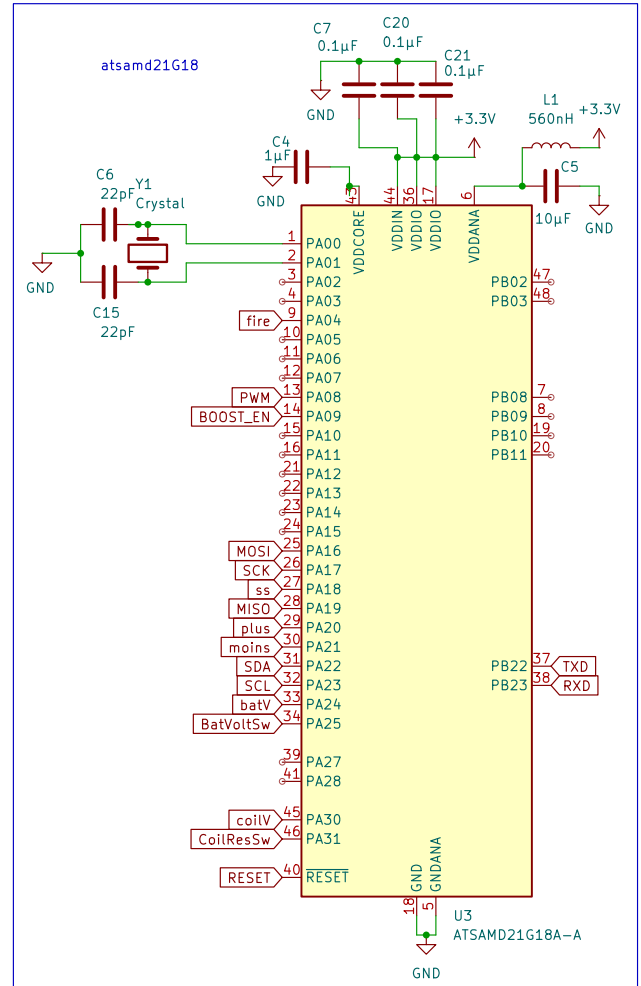 atsamd21G18
C7
0.1µF
C20
0.1µF
C21
0.1µF
GND
+3.3V
L1
560nH
+3.3V
C4
1µF
GND
C5
10µF
GND
C6
22pF
Y1
Crystal
GND
C15
22pF
43 VDDCORE
44 VDDIN
36 VDDIO
17 VDDIO
6 VDDANA
1 PA00
2 PA01
3 PA02
4 PA03
fire 9 PA04
10 PA05
11 PA06
12 PA07
PWM 13 PA08
BOOST_EN 14 PA09
15 PA10
16 PA11
21 PA12
22 PA13
23 PA14
24 PA15
MOSI 25 PA16
SCK 26 PA17
ss 27 PA18
MISO 28 PA19
plus 29 PA20
moins 30 PA21
SDA 31 PA22
SCL 32 PA23
batV 33 PA24
BatVoltSw 34 PA25
39 PA27
41 PA28
coilV 45 PA30
CoilResSw 46 PA31
RESET 40 RESET
PB02 47
PB03 48
PB08 7
PB09 8
PB10 19
PB11 20
PB22 37 TXD
PB23 38 RXD
GND 18
GNDANA 5
U3
ATSAMD21G18A-A
GND